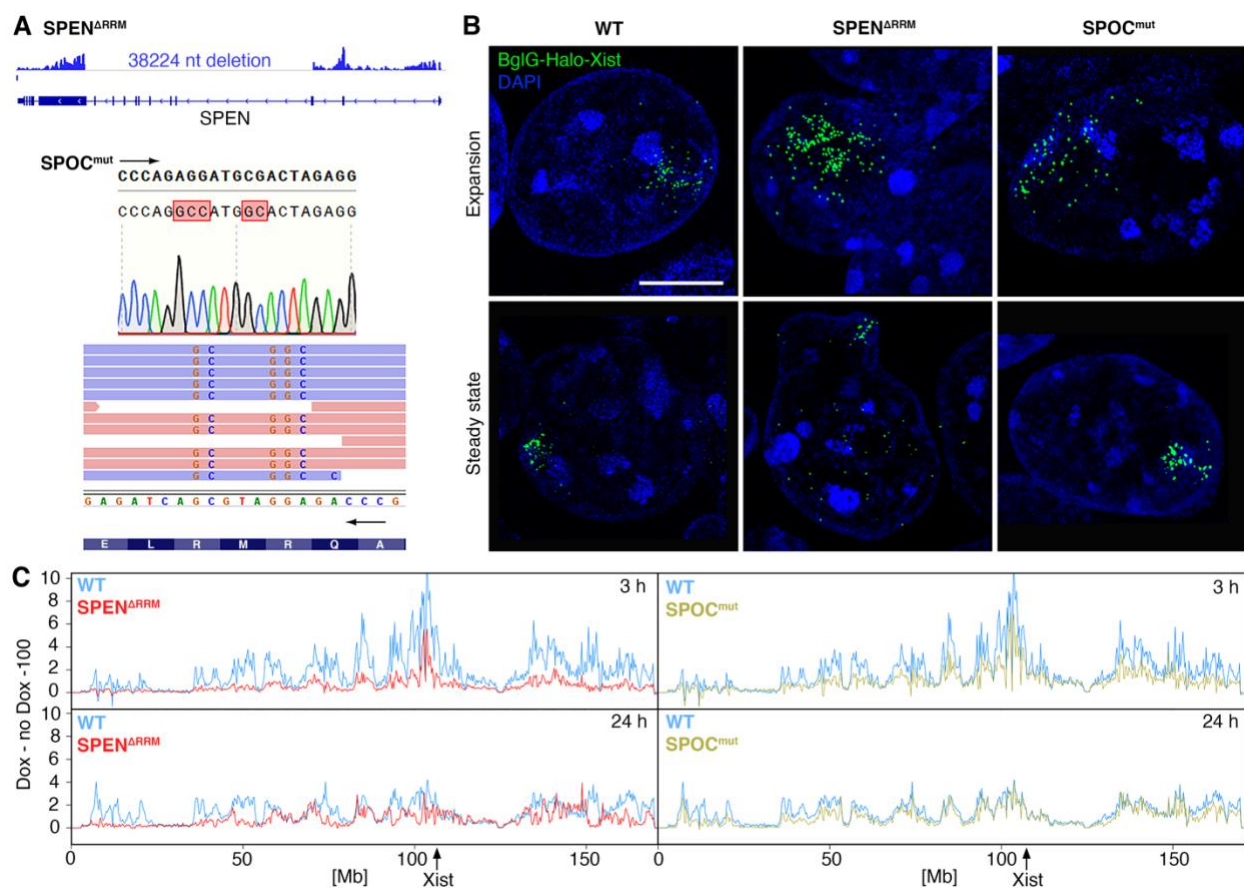 A
SPEN^ΔRRM
38224 nt deletion
SPEN
SPOC^mut
CCCAGAGGATGCGACTAGAGG
CCCAGGCCATGGCACTAGAGG
G C G G C
G C G G C
G C G G C
G C G G C
G C G G C
G C G G C
G C G G C
G C G G C
G C G G C
G C G G C C
G A G A T C A G C G T A G G A G A C C C G
E L R M R Q A
B
WT SPEN^ΔRRM SPOC^mut
BglG-Halo-Xist
DAPI
Expansion
Steady state
C
Dox - no Dox -100
10
8
6
4
2
0
WT
SPEN^ΔRRM
3 h
WT
SPOC^mut
3 h
10
8
6
4
2
0
WT
SPEN^ΔRRM
24 h
WT
SPOC^mut
24 h
0 50 100 150 0 50 100 150
[Mb] Xist [Mb] Xist